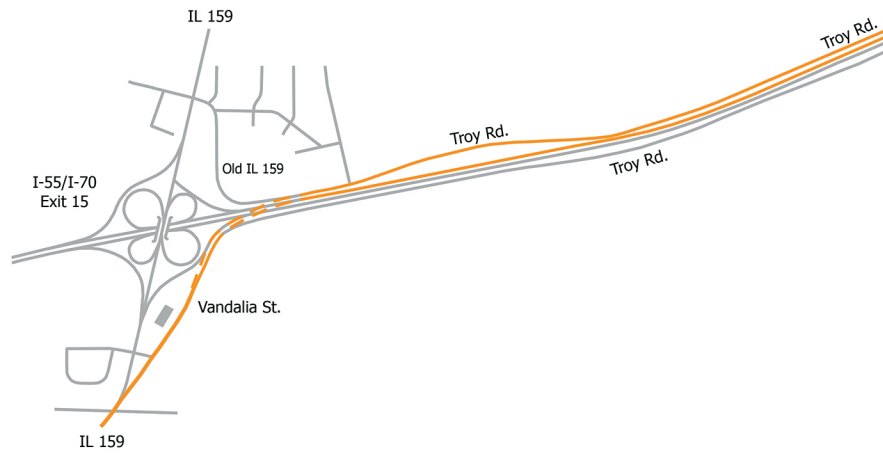 IL 159
Troy Rd.
Troy Rd.
Troy Rd.
Old IL 159
I-55/I-70
Exit 15
Vandalia St.
IL 159